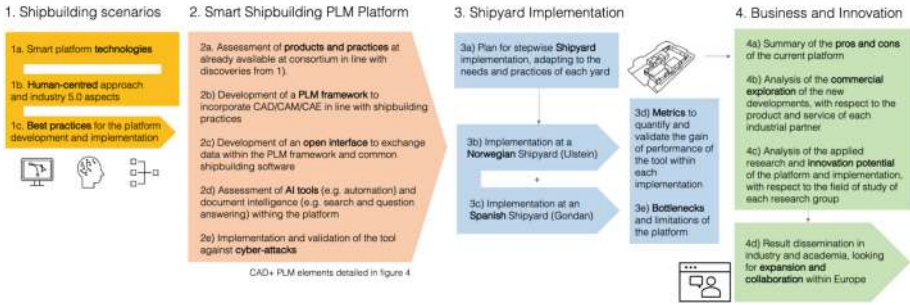 1. Shipbuilding scenarios
1a. Smart platform technologies
1b. Human-centred approach
and industry 5.0 aspects
1c. Best practices for the platform
development and implementation
2. Smart Shipbuilding PLM Platform
2a. Assessment of products and practices at
already available at consortium in line with
discoveries from 1).
2b) Development of a PLM framework to
incorporate CAD/CAM/CAE in line with shipbuilding
practices
2c) Development of an open interface to exchange
data within the PLM framework and common
shipbuilding software
2d) Assessment of AI tools (e.g. automation) and
document intelligence (e.g. search and question
answering) withing the platform
2e) Implementation and validation of the tool
against cyber-attacks
CAD+ PLM elements detailed in figure 4
3. Shipyard Implementation
3a) Plan for stepwise Shipyard
implementation, adapting to the
needs and practices of each yard
3b) Implementation at a
Norwegian Shipyard (Ulstein)
+
3c) Implementation at an
Spanish Shipyard (Gondan)
3d) Metrics to
quantify and
validate the gain
of performance of
the tool within
each
implementation
3e) Bottlenecks
and limitations of
the platform
4. Business and Innovation
4a) Summary of the pros and cons
of the current platform
4b) Analysis of the commercial
exploration of the new
developments, with respect to the
product and service of each
industrial partner
4c) Analysis of the applied
research and innovation potential
of the platform and implementation,
with respect to the field of study of
each research group
4d) Result dissemination in
industry and academia, looking
for expansion and
collaboration within Europe